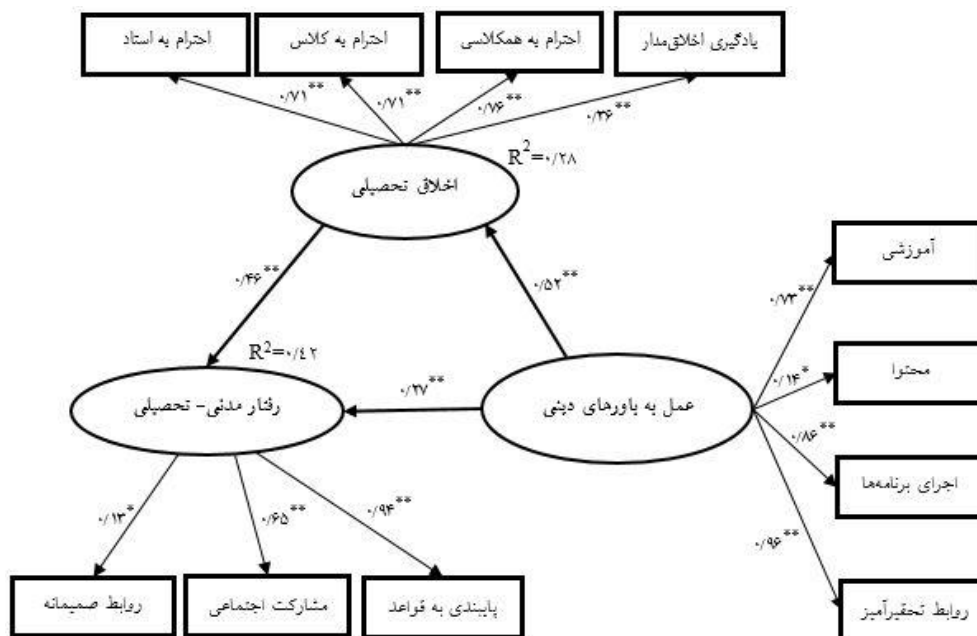 احترام به استاد
احترام به کلاس
احترام به همکلاسی
یادگیری اخلاق‌مدار
۰/۷۱**
۰/۷۱**
۰/۷۶**
۰/۳۶**
R²=۰/۲۸
اخلاق تحصیلی
آموزشی
۰/۴۶**
۰/۵۲**
۰/۷۳**
R²=۰/٤۲
محتوا
۰/۱۴*
رفتار مدنی- تحصیلی
۰/۲۷**
عمل به باورهای دینی
۰/۸۶**
اجرای برنامه‌ها
۰/۱۳*
۰/۶۵**
۰/۹۴**
۰/۹۶**
روابط صمیمانه
مشارکت اجتماعی
پایبندی به قواعد
روابط تحقیرآمیز